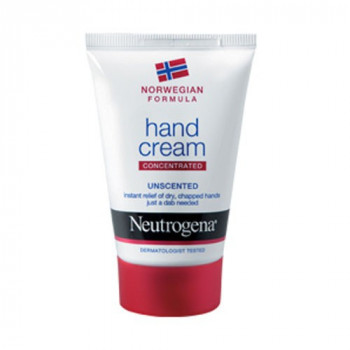 NORWEGIAN
FORMULA
hand
cream
CONCENTRATED
UNSCENTED
instant relief of dry, chapped hands
just a dab needed
Neutrogena®
DERMATOLOGIST TESTED